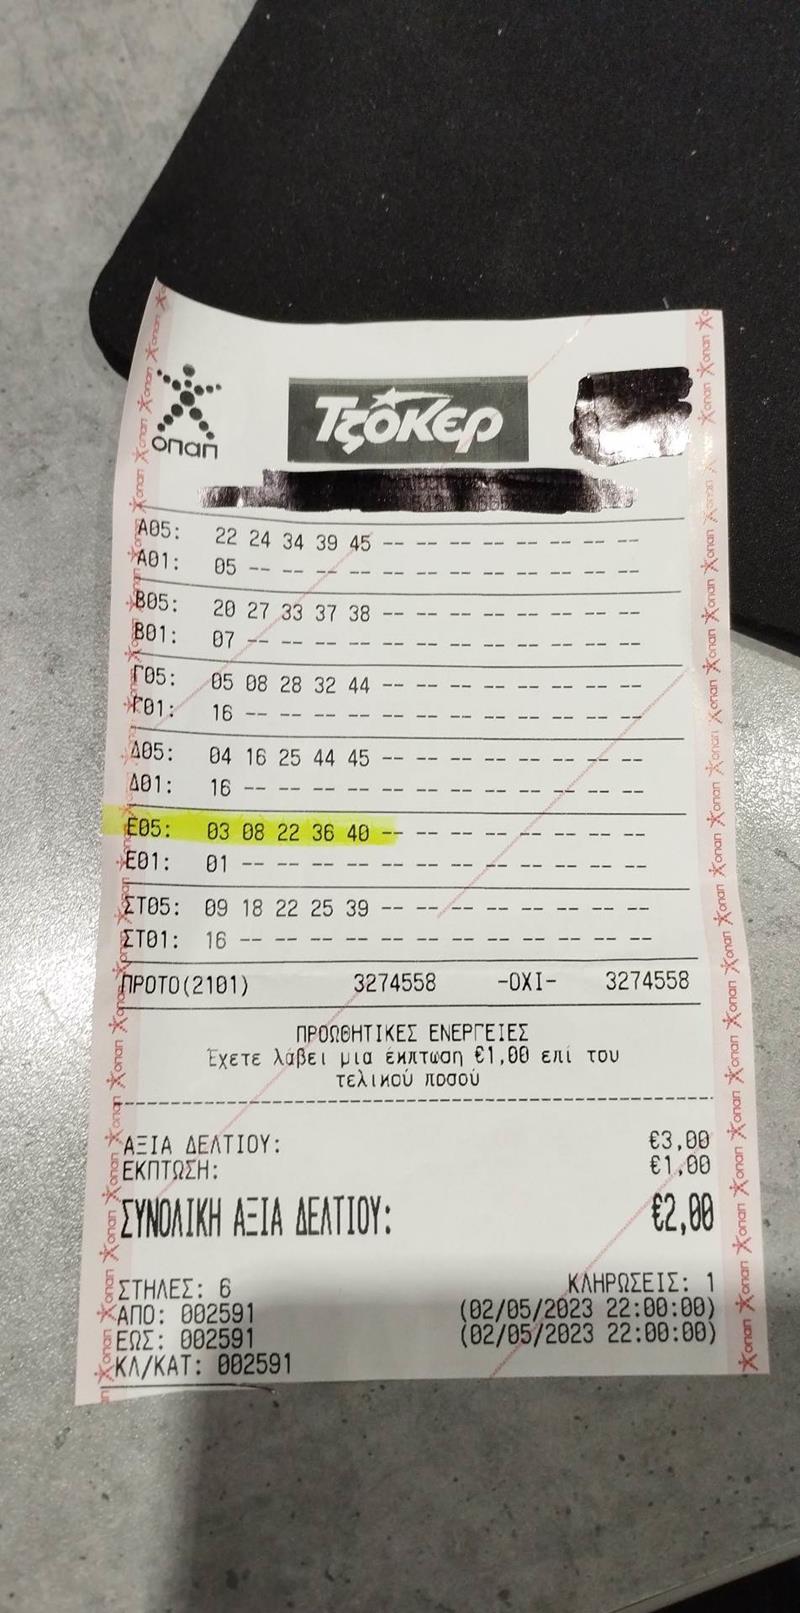 οπαπ
Τζόκερ
Α05: 22 24 34 39 45 -- -- -- -- -- -- -- --
Α01: 05 -- -- -- -- -- -- -- -- -- -- -- --
Β05: 20 27 33 37 38 -- -- -- -- -- -- -- --
Β01: 07 -- -- -- -- -- -- -- -- -- -- -- --
Γ05: 05 08 28 32 44 -- -- -- -- -- -- -- --
Γ01: 16 -- -- -- -- -- -- -- -- -- -- -- --
Δ05: 04 16 25 44 45 -- -- -- -- -- -- -- --
Δ01: 16 -- -- -- -- -- -- -- -- -- -- -- --
Ε05: 03 08 22 36 40 -- -- -- -- -- -- -- --
Ε01: 01 -- -- -- -- -- -- -- -- -- -- -- --
ΣΤ05: 09 18 22 25 39 -- -- -- -- -- -- -- --
ΣΤ01: 16 -- -- -- -- -- -- -- -- -- -- -- --
ΠΡΟΤΟ(2101) 3274558 -ΟΧΙ- 3274558
ΠΡΟΩΘΗΤΙΚΕΣ ΕΝΕΡΓΕΙΕΣ
Έχετε λάβει μια έκπτωση €1,00 επί του
τελικού ποσού
ΑΞΙΑ ΔΕΛΤΙΟΥ: €3,00
ΕΚΠΤΩΣΗ: €1,00
ΣΥΝΟΛΙΚΗ ΑΞΙΑ ΔΕΛΤΙΟΥ: €2,00
ΣΤΗΛΕΣ: 6 ΚΛΗΡΩΣΕΙΣ: 1
ΑΠΟ: 002591 (02/05/2023 22:00:00)
ΕΩΣ: 002591 (02/05/2023 22:00:00)
ΚΛ/ΚΑΤ: 002591